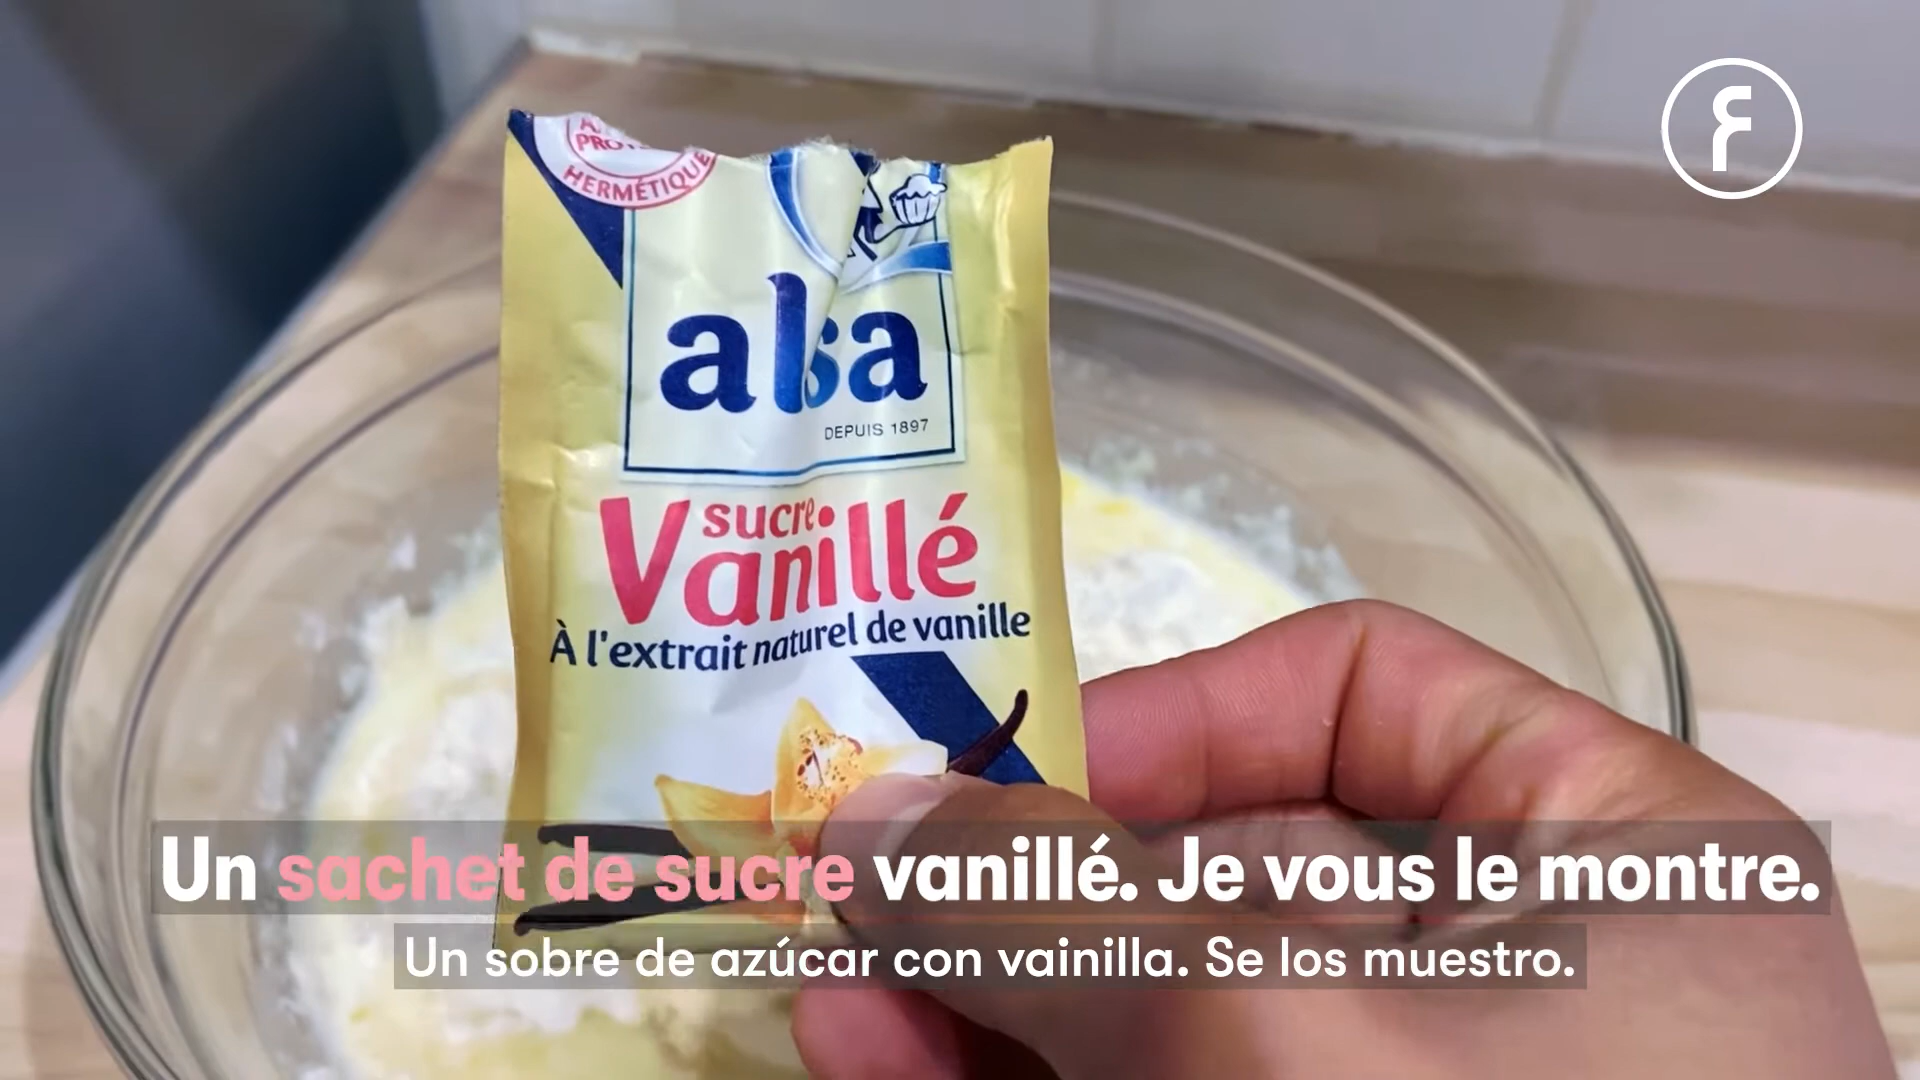 HERMÉTIQUE
alsa
DEPUIS 1897
sucre
Vanillé
À l'extrait naturel de vanille
Un sachet de sucre vanillé. Je vous le montre.
Un sobre de azúcar con vainilla. Se los muestro.